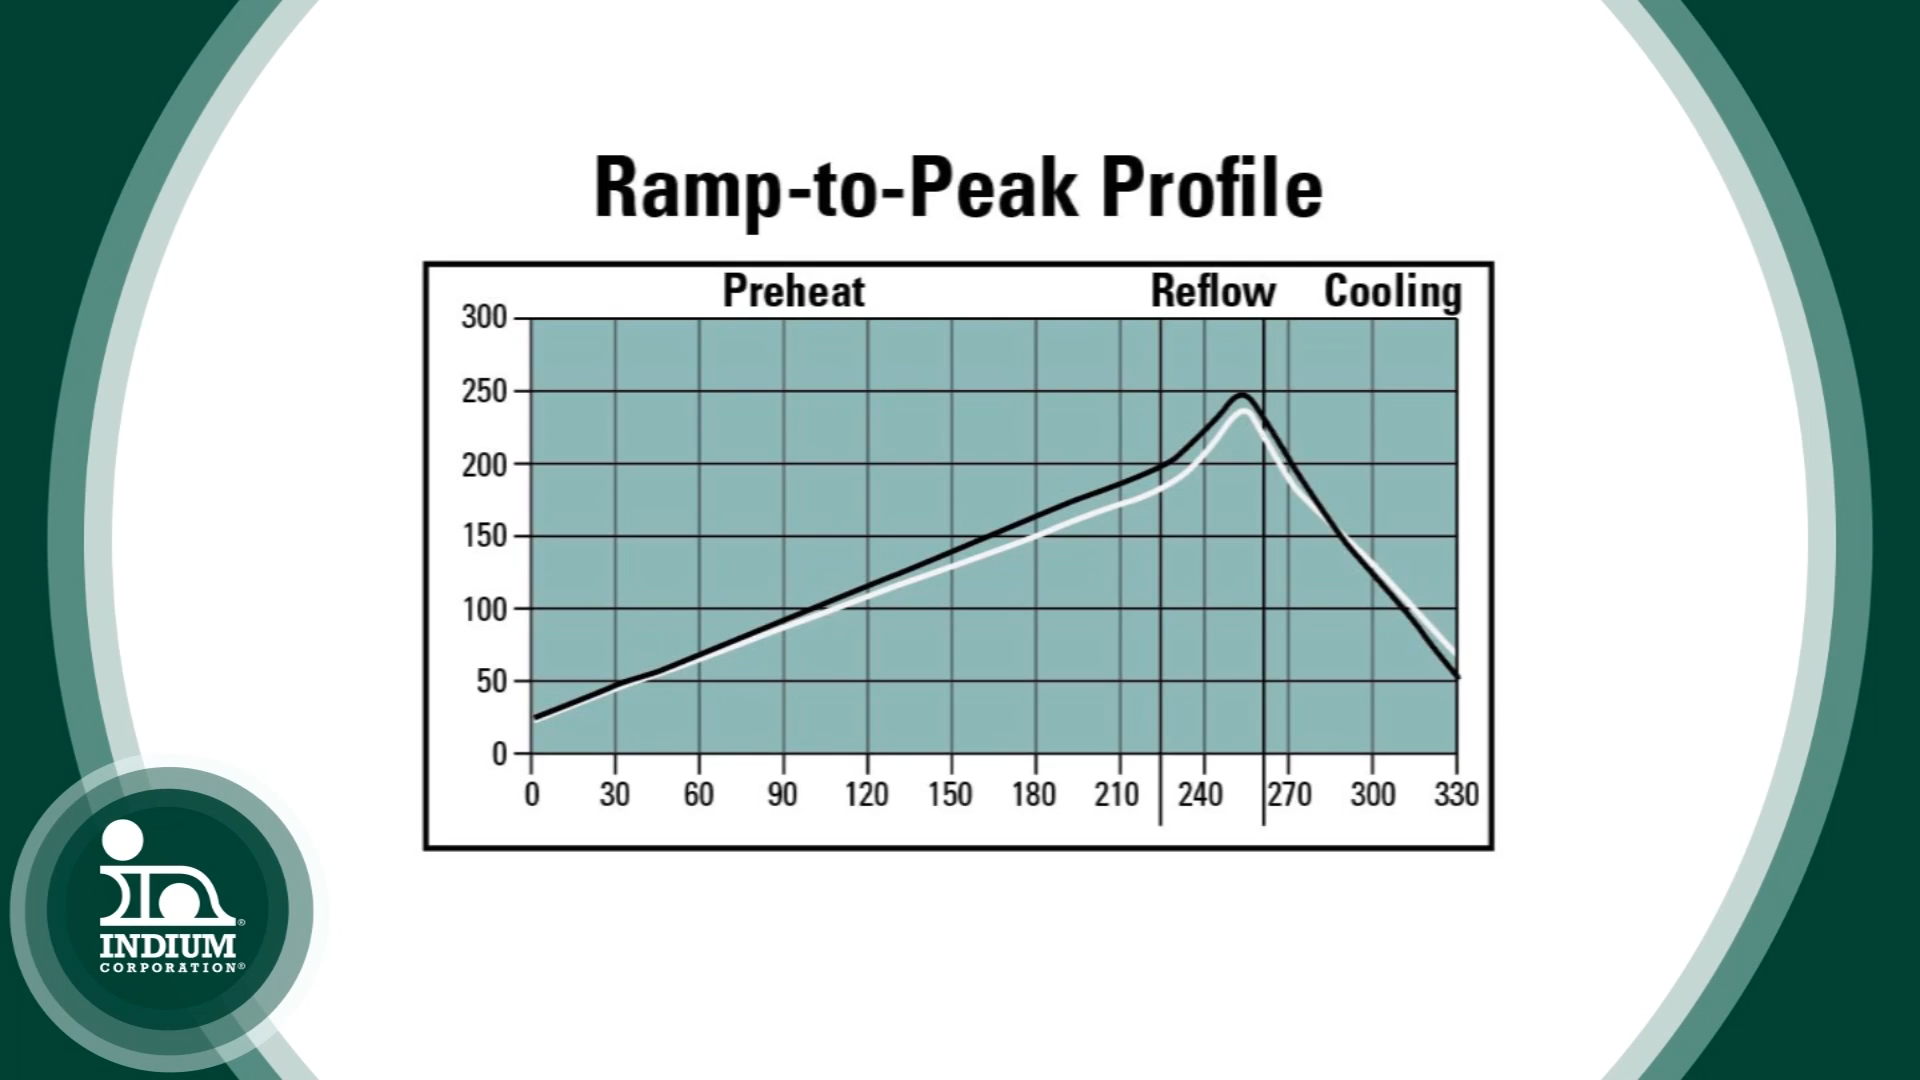 Ramp-to-Peak Profile
Preheat Reflow Cooling
300
250
200
150
100
50
0
0 30 60 90 120 150 180 210 240 270 300 330
INDIUM
CORPORATION®